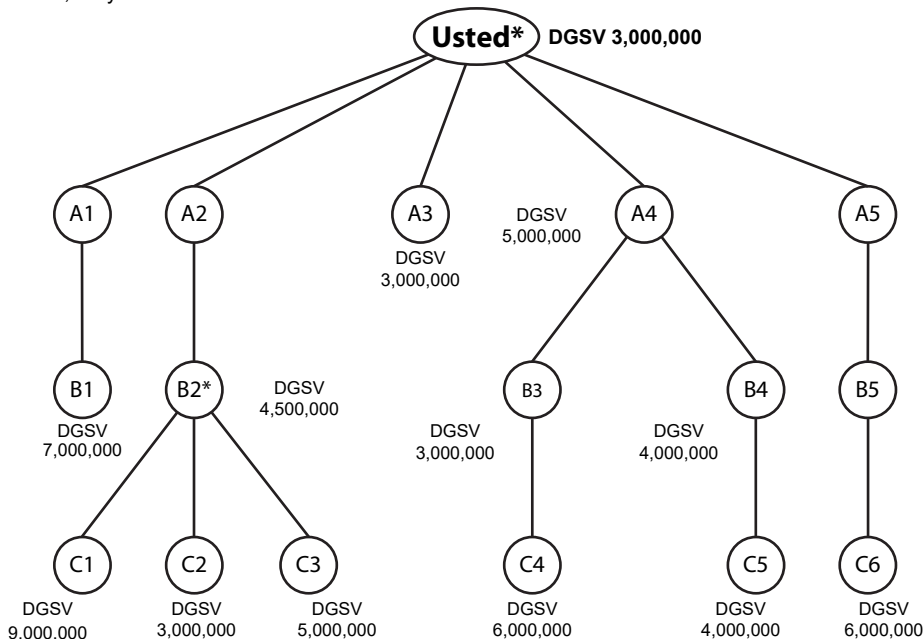 Usted* DGSV 3,000,000
A1 A2 A3 A4 A5
DGSV
5,000,000
DGSV
3,000,000
B1 B2* B3 B4 B5
DGSV
4,500,000
DGSV
7,000,000
DGSV
3,000,000
DGSV
4,000,000
C1 C2 C3 C4 C5 C6
DGSV
9,000,000
DGSV
3,000,000
DGSV
5,000,000
DGSV
6,000,000
DGSV
4,000,000
DGSV
6,000,000